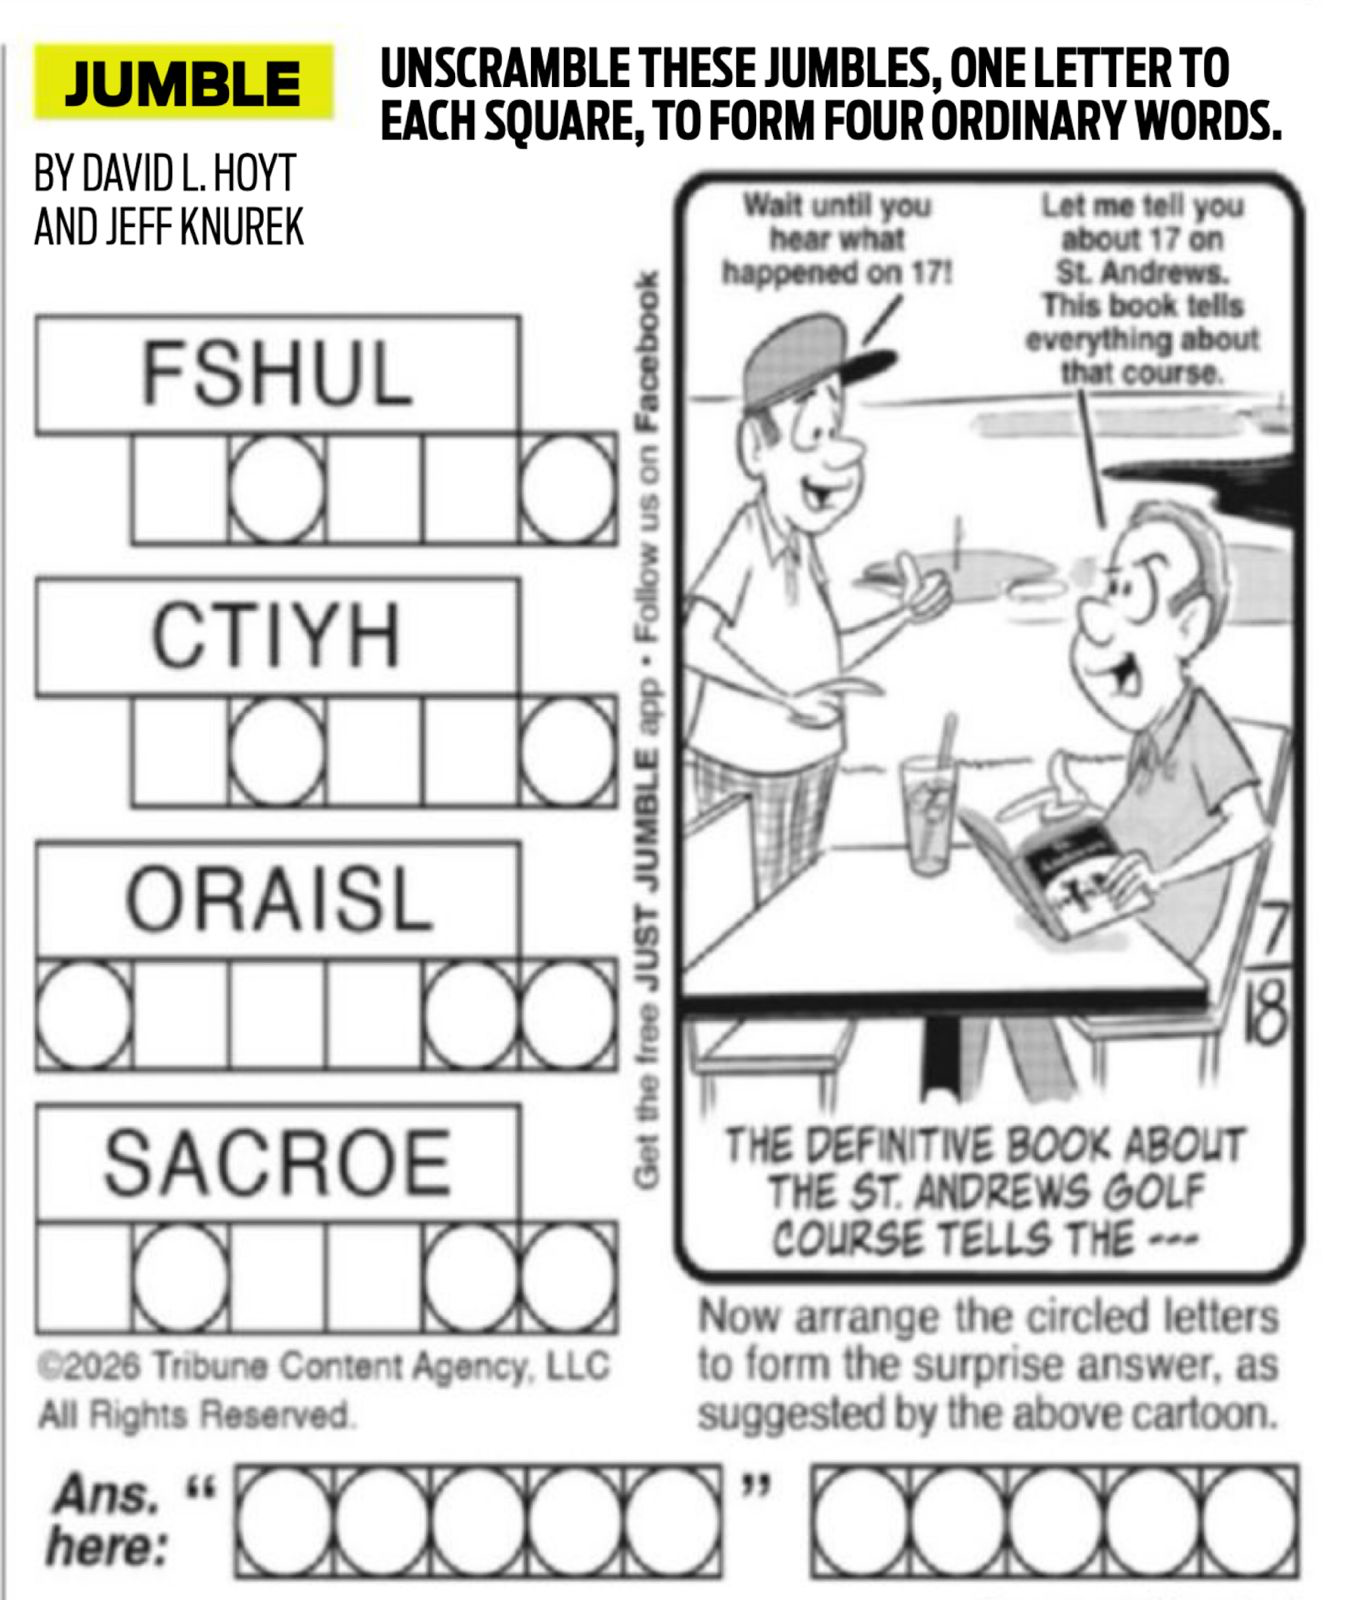 JUMBLE
UNSCRAMBLE THESE JUMBLES, ONE LETTER TO
EACH SQUARE, TO FORM FOUR ORDINARY WORDS.
BY DAVID L. HOYT
AND JEFF KNUREK
FSHUL
CTIYH
ORAISL
SACROE
©2026 Tribune Content Agency, LLC
All Rights Reserved.
Get the free JUST JUMBLE app • Follow us on Facebook
Wait until you
hear what
happened on 17!
Let me tell you
about 17 on
St. Andrews.
This book tells
everything about
that course.
7
18
THE DEFINITIVE BOOK ABOUT
THE ST. ANDREWS GOLF
COURSE TELLS THE ---
Now arrange the circled letters
to form the surprise answer, as
suggested by the above cartoon.
Ans.
here:
“ ”